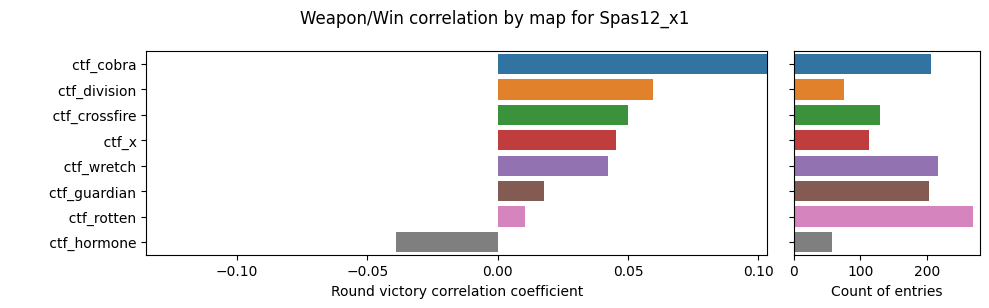 Weapon/Win correlation by map for Spas12_x1
ctf_cobra
ctf_division
ctf_crossfire
ctf_x
ctf_wretch
ctf_guardian
ctf_rotten
ctf_hormone
−0.10 −0.05 0.00 0.05 0.10
Round victory correlation coefficient
0 100 200
Count of entries